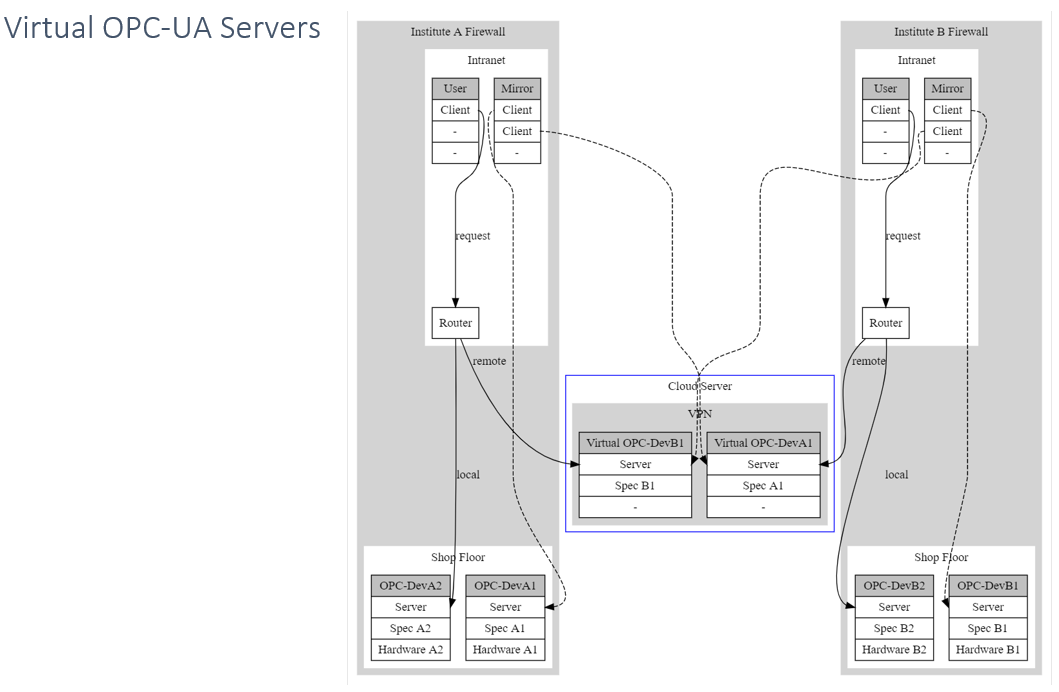 Virtual OPC-UA Servers
Institute A Firewall
Intranet
User
Client
-
-
Mirror
Client
Client
-
request
Router
remote
local
Shop Floor
OPC-DevA2
Server
Spec A2
Hardware A2
OPC-DevA1
Server
Spec A1
Hardware A1
Cloud Server
VPN
Virtual OPC-DevB1
Server
Spec B1
-
Virtual OPC-DevA1
Server
Spec A1
-
Institute B Firewall
Intranet
User
Client
-
-
Mirror
Client
Client
-
request
Router
remote
local
Shop Floor
OPC-DevB2
Server
Spec B2
Hardware B2
OPC-DevB1
Server
Spec B1
Hardware B1